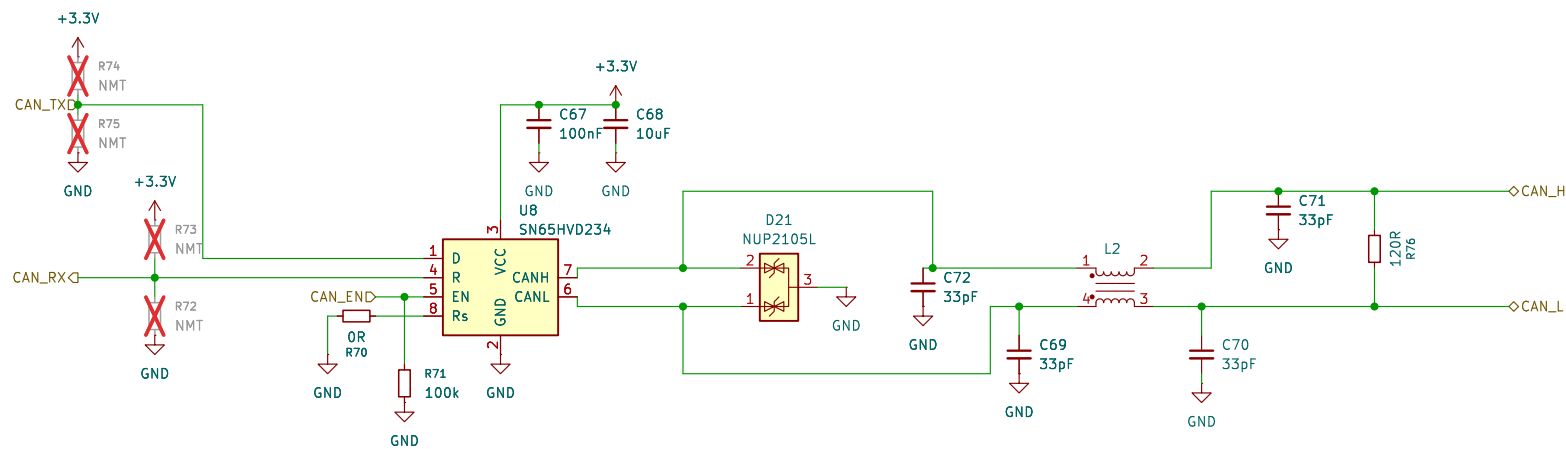 +3.3V
R74
NMT
CAN_TX
R75
NMT
GND
+3.3V
R73
NMT
CAN_RX
R72
NMT
GND
+3.3V
C67
100nF
GND
C68
10uF
GND
U8
SN65HVD234
3
VCC
1
D
4
R
5
EN
8
Rs
CANH
7
CANL
6
GND
2
GND
CAN_EN
0R
R70
GND
R71
100k
GND
D21
NUP2105L
2
1
3
GND
C72
33pF
GND
L2
1
2
4
3
C69
33pF
GND
C71
33pF
GND
C70
33pF
GND
120R
R76
CAN_H
CAN_L